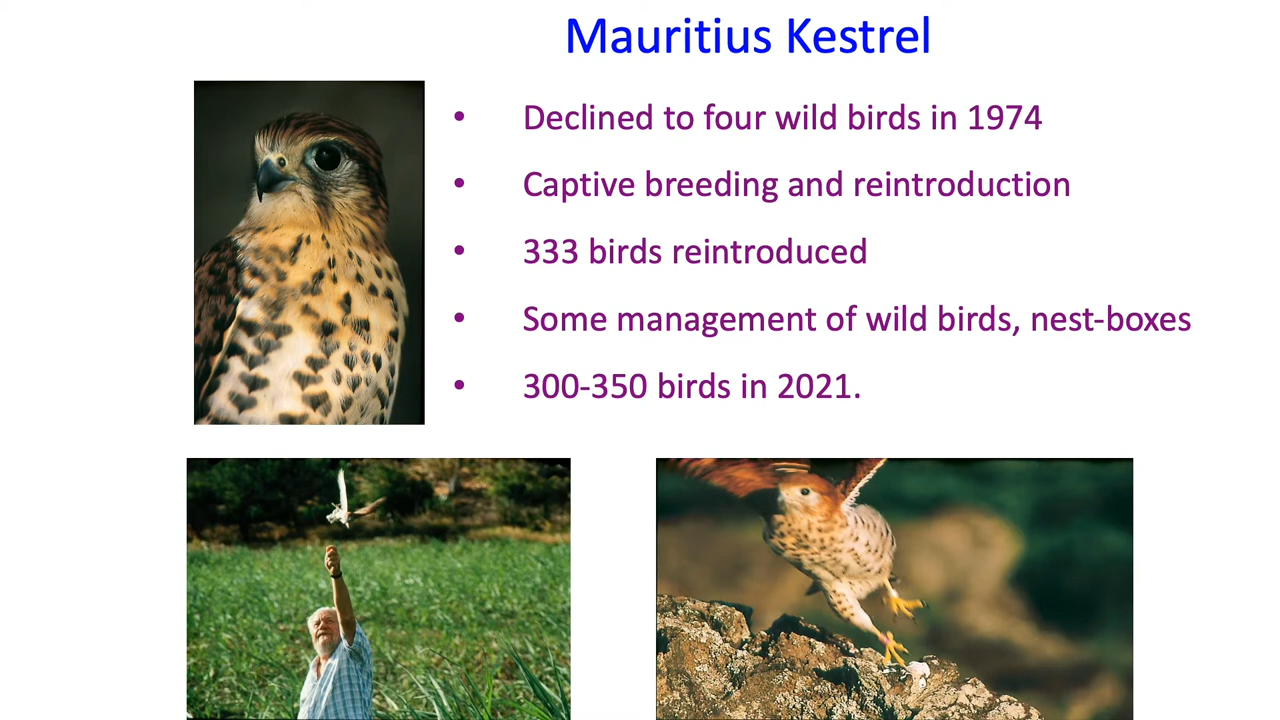 Mauritius Kestrel
• Declined to four wild birds in 1974
• Captive breeding and reintroduction
• 333 birds reintroduced
• Some management of wild birds, nest-boxes
• 300-350 birds in 2021.